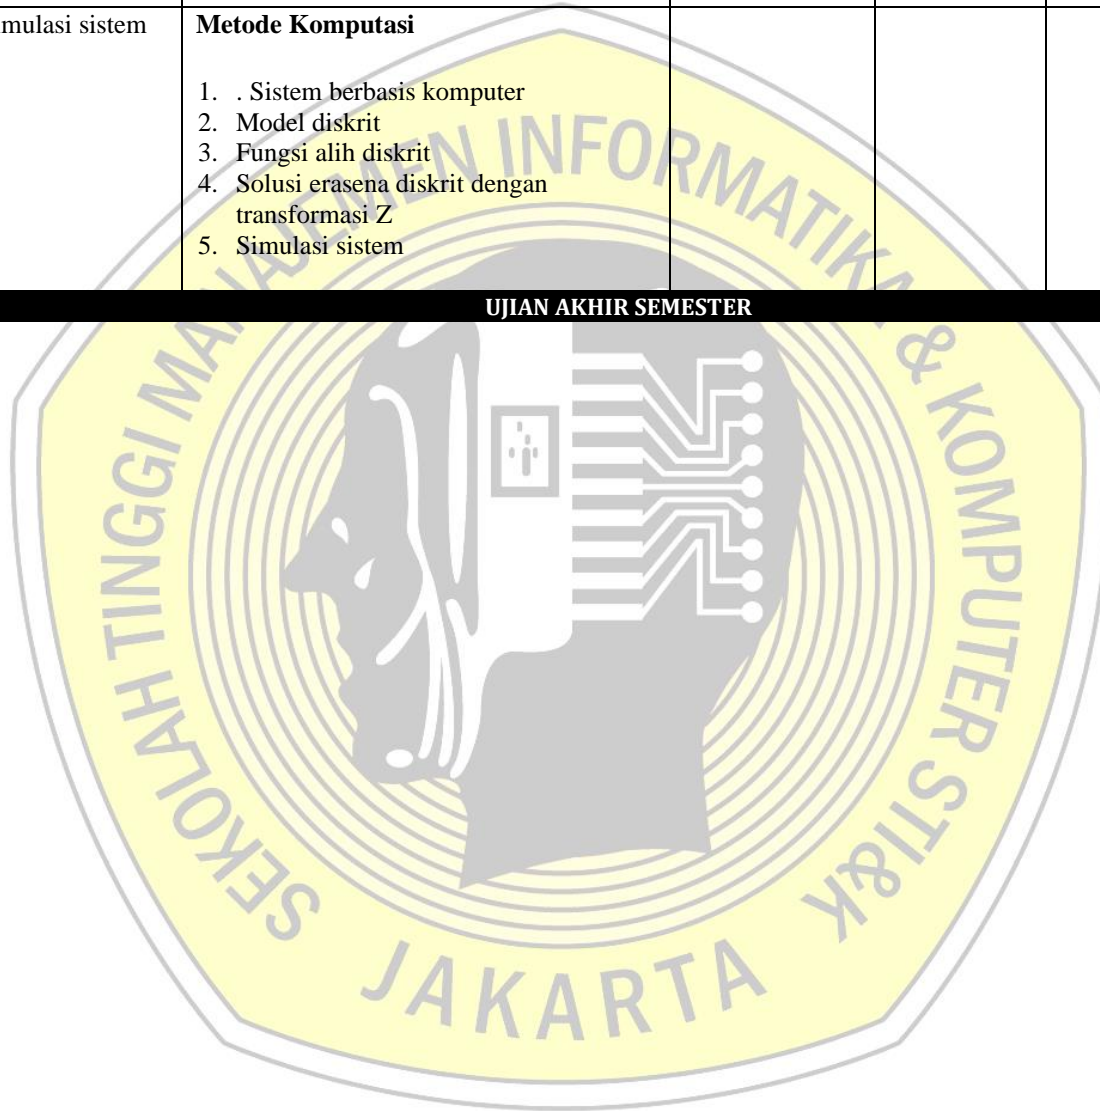 mulasi sistem
Metode Komputasi
1. . Sistem berbasis komputer
2. Model diskrit
3. Fungsi alih diskrit
4. Solusi erasena diskrit dengan
transformasi Z
5. Simulasi sistem
UJIAN AKHIR SEMESTER
SEKOLAH TINGGI MANAJEMEN INFORMATIKA & KOMPUTER STI&K
JAKARTA